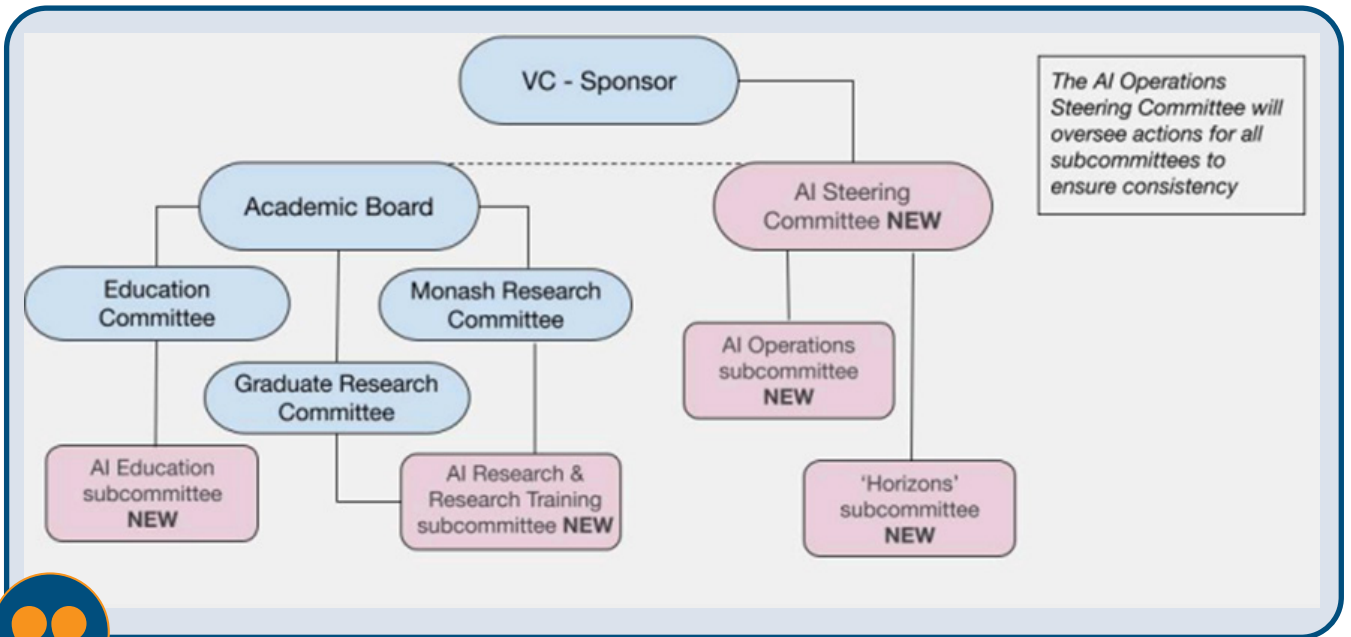 VC - Sponsor
The AI Operations
Steering Committee will
oversee actions for all
subcommittees to
ensure consistency
Academic Board
AI Steering
Committee NEW
Education
Committee
Monash Research
Committee
Graduate Research
Committee
AI Operations
subcommittee
NEW
AI Education
subcommittee
NEW
AI Research &
Research Training
subcommittee NEW
‘Horizons’
subcommittee
NEW